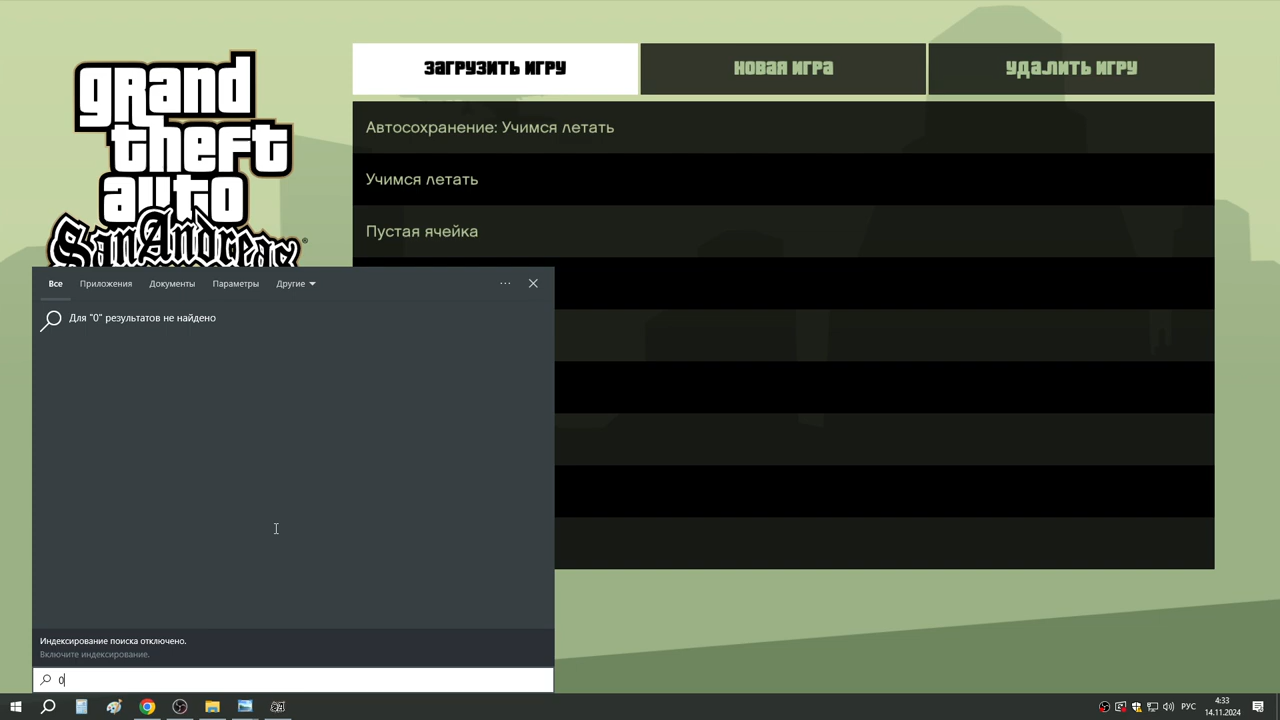 grand
theft
auto
San Andreas
®
ЗАГРУЗИТЬ ИГРУ
НОВАЯ ИГРА
УДАЛИТЬ ИГРУ
Автосохранение: Учимся летать
Учимся летать
Пустая ячейка
Все
Приложения
Документы
Параметры
Другие
Для "0" результатов не найдено
Индексирование поиска отключено.
Включите индексирование.
0
РУС
4:33
14.11.2024